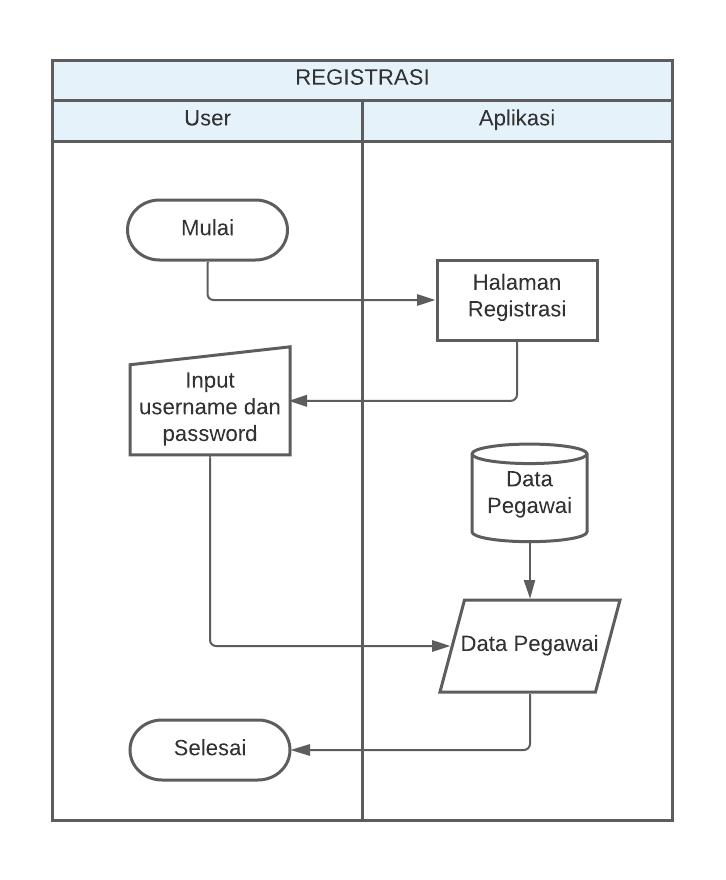 REGISTRASI
User
Aplikasi
Mulai
Halaman
Registrasi
Input
username dan
password
Data
Pegawai
Data Pegawai
Selesai